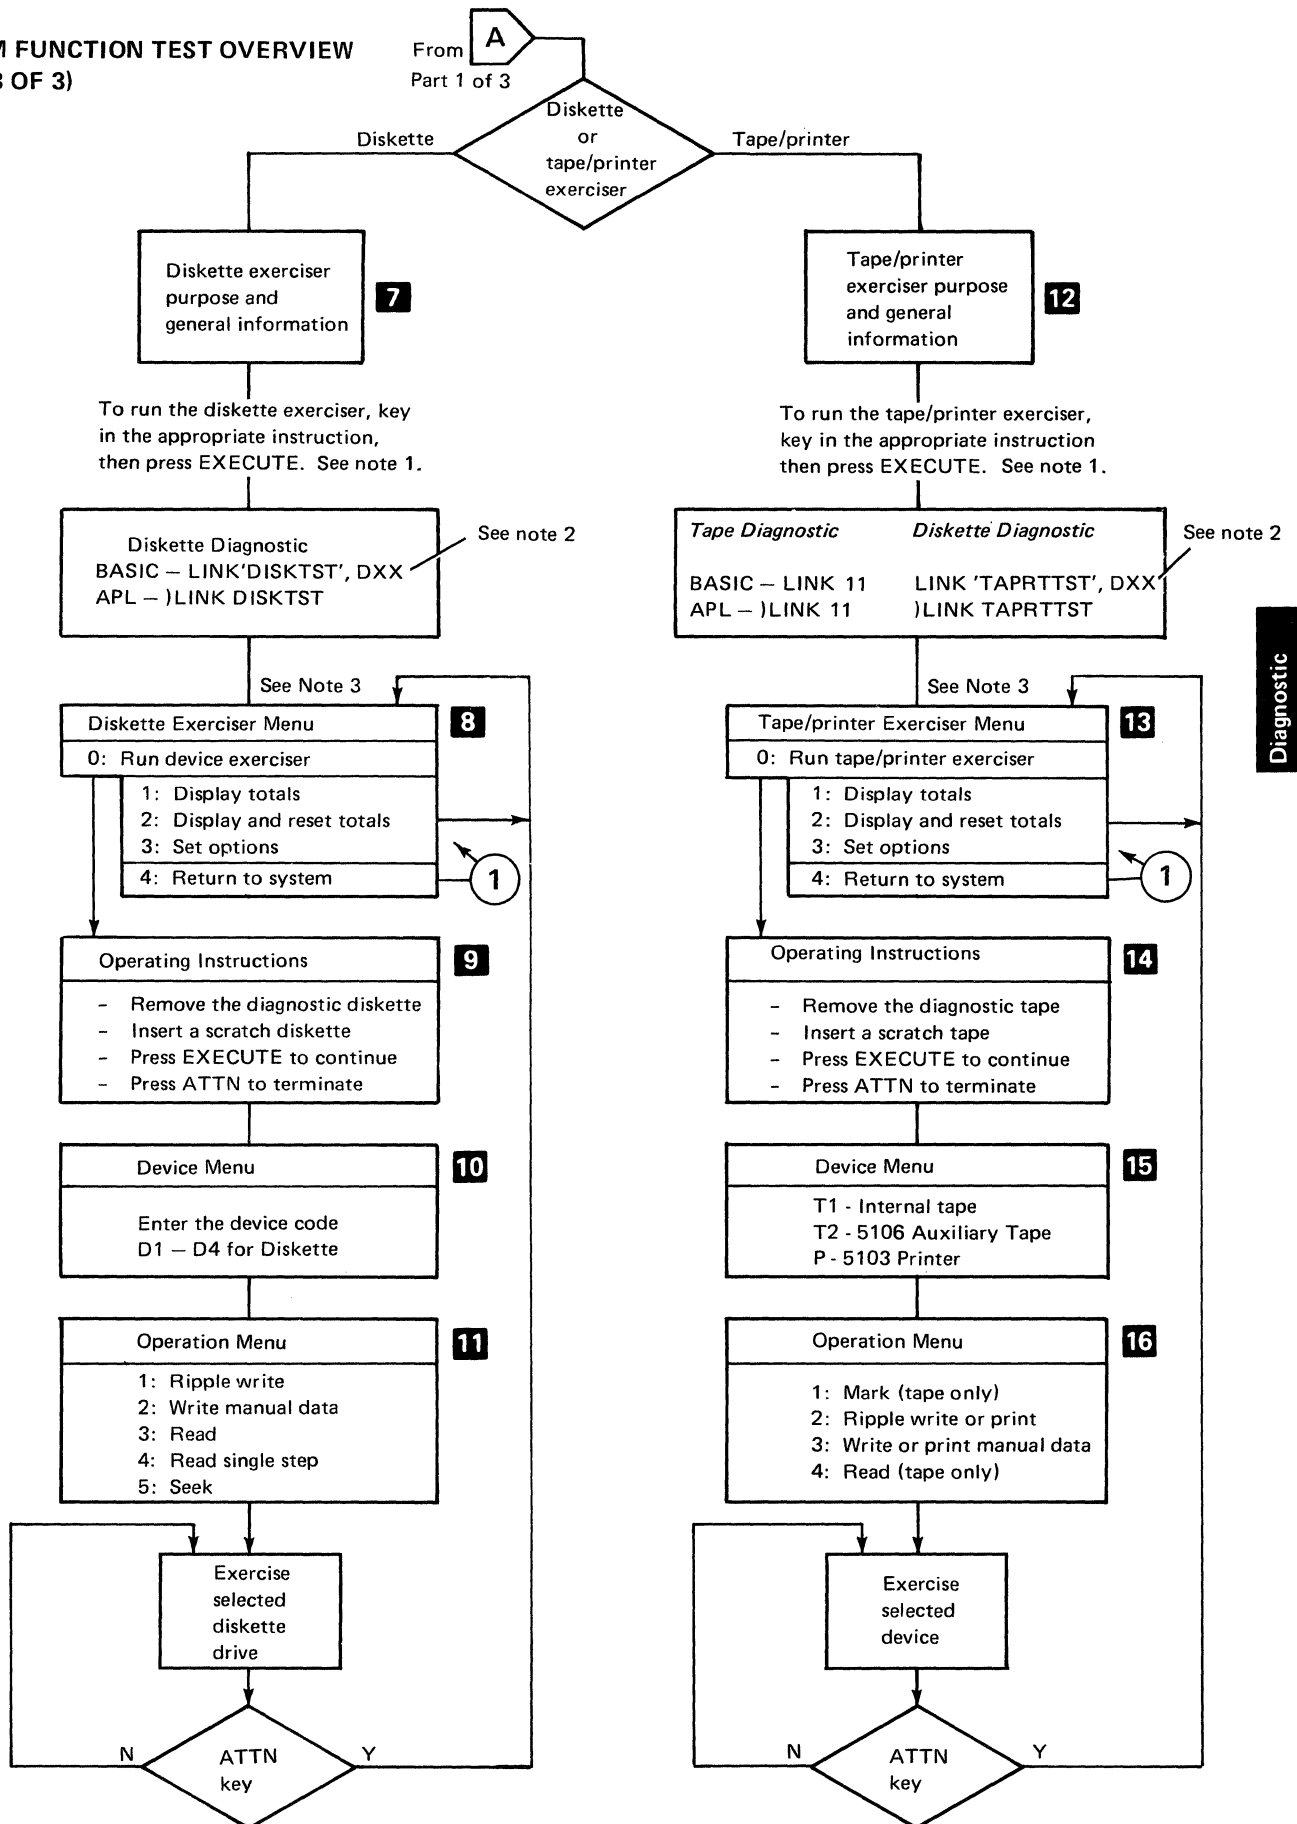 FUNCTION TEST OVERVIEW
OF 3)
From
A
Part 1 of 3
Diskette
or
tape/printer
exerciser
Diskette
Tape/printer
Diskette exerciser
purpose and
general information
7
To run the diskette exerciser, key
in the appropriate instruction,
then press EXECUTE. See note 1.
Diskette Diagnostic
BASIC – LINK'DISKTST', DXX
APL – )LINK DISKTST
See note 2
See Note 3
Diskette Exerciser Menu
8
0: Run device exerciser
1: Display totals
2: Display and reset totals
3: Set options
4: Return to system
1
Operating Instructions
9
- Remove the diagnostic diskette
- Insert a scratch diskette
- Press EXECUTE to continue
- Press ATTN to terminate
Device Menu
10
Enter the device code
D1 – D4 for Diskette
Operation Menu
11
1: Ripple write
2: Write manual data
3: Read
4: Read single step
5: Seek
Exercise
selected
diskette
drive
N
ATTN
key
Y
Tape/printer
exerciser purpose
and general
information
12
To run the tape/printer exerciser,
key in the appropriate instruction
then press EXECUTE. See note 1.
Tape Diagnostic Diskette Diagnostic
BASIC – LINK 11 LINK 'TAPRTTST', DXX
APL – )LINK 11 )LINK TAPRTTST
See note 2
See Note 3
Tape/printer Exerciser Menu
13
0: Run tape/printer exerciser
1: Display totals
2: Display and reset totals
3: Set options
4: Return to system
1
Operating Instructions
14
- Remove the diagnostic tape
- Insert a scratch tape
- Press EXECUTE to continue
- Press ATTN to terminate
Device Menu
15
T1 - Internal tape
T2 - 5106 Auxiliary Tape
P - 5103 Printer
Operation Menu
16
1: Mark (tape only)
2: Ripple write or print
3: Write or print manual data
4: Read (tape only)
Exercise
selected
device
N
ATTN
key
Y
Diagnostic